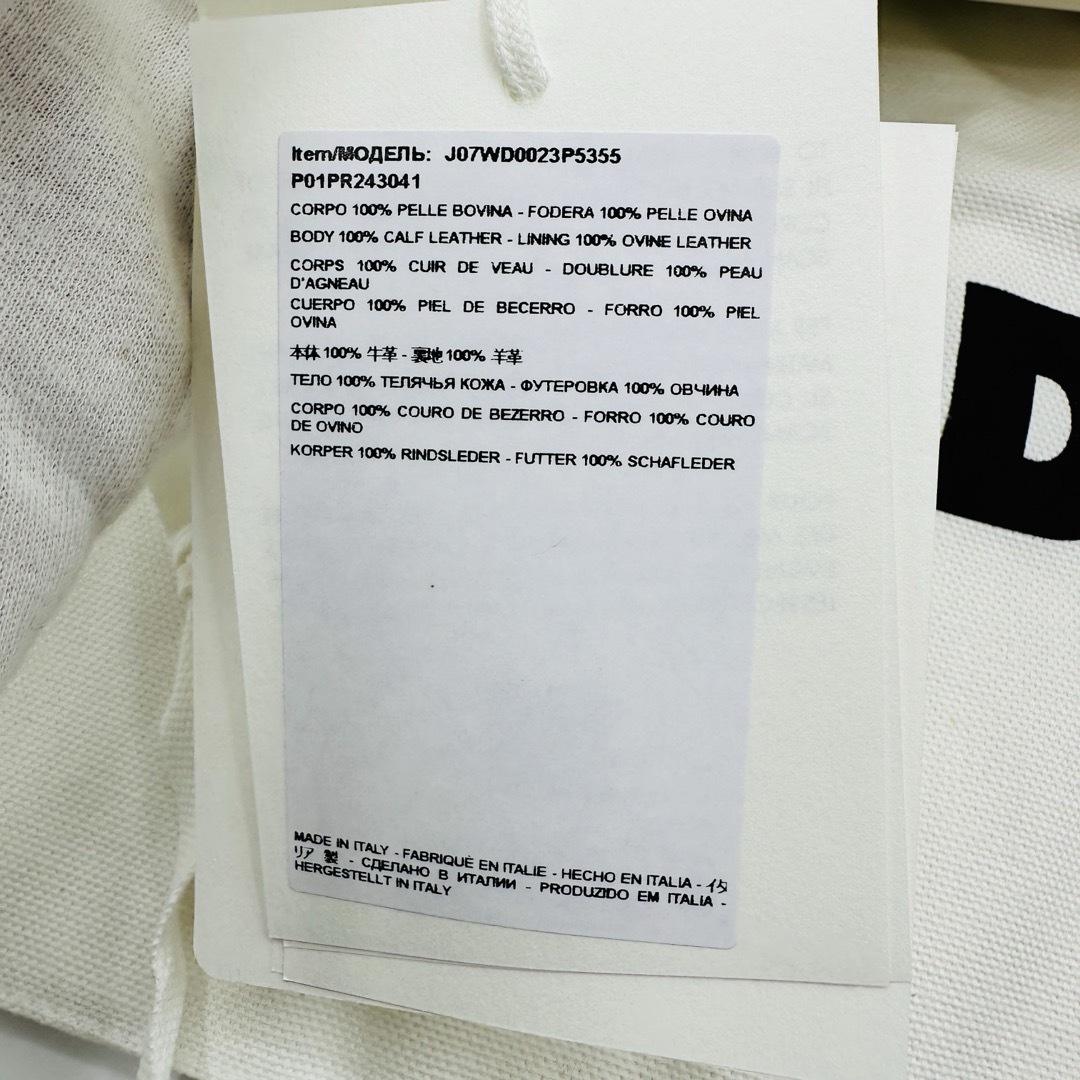 Item/МОДЕЛЬ: J07WD0023P5355
P01PR243041
CORPO 100% PELLE BOVINA - FODERA 100% PELLE OVINA
BODY 100% CALF LEATHER - LINING 100% OVINE LEATHER
CORPS 100% CUIR DE VEAU - DOUBLURE 100% PEAU
D'AGNEAU
CUERPO 100% PIEL DE BECERRO - FORRO 100% PIEL
OVINA
本体 100% 牛革 - 裏地 100% 羊革
ТЕЛО 100% ТЕЛЯЧЬЯ КОЖА - ФУТЕРОВКА 100% ОВЧИНА
CORPO 100% COURO DE BEZERRO - FORRO 100% COURO
DE OVINO
KORPER 100% RINDSLEDER - FUTTER 100% SCHAFLEDER
MADE IN ITALY - FABRIQUÉ EN ITALIE - HECHO EN ITALIA - イタ
リア 製 - СДЕЛАНО В ИТАЛИИ - PRODUZIDO EM ITALIA -
HERGESTELLT IN ITALY
D